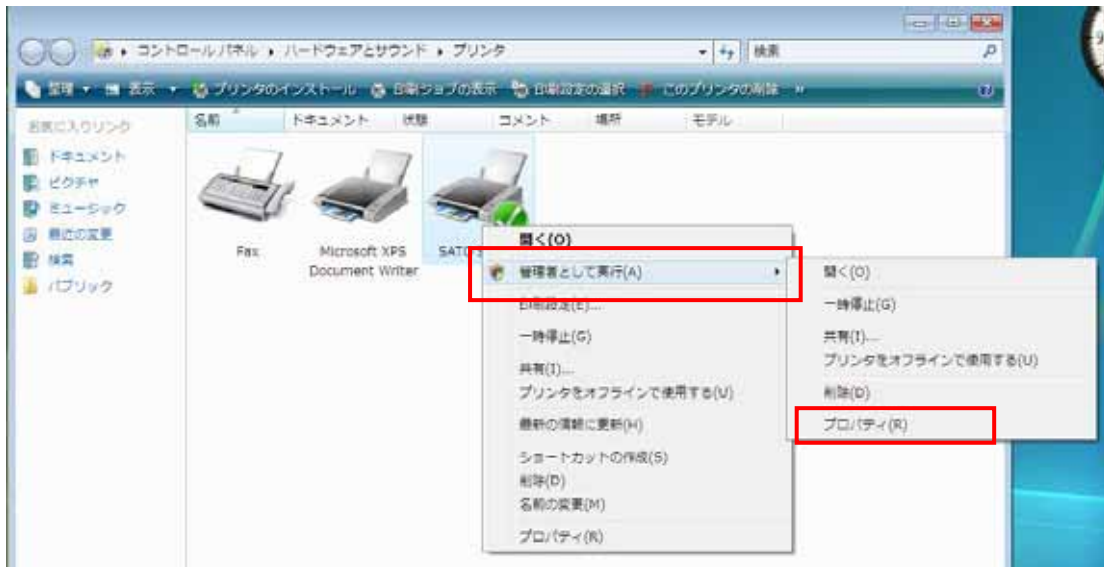 コントロール パネル ▸ ハードウェアとサウンド ▸ プリンタ
検索
整理 表示 プリンタのインストール 印刷ジョブの表示 印刷設定の選択 このプリンタの削除 »
お気に入りリンク
ドキュメント
ピクチャ
ミュージック
最近の変更
検索
パブリック
名前 ドキュメント 状態 コメント 場所 モデル
Fax
Microsoft XPS
Document Writer
SATO
開く(O)
管理者として実行(A)
印刷設定(E)...
一時停止(G)
共有(I)...
プリンタをオフラインで使用する(U)
最新の情報に更新(H)
ショートカットの作成(S)
削除(D)
名前の変更(M)
プロパティ(R)
開く(O)
一時停止(G)
共有(I)...
プリンタをオフラインで使用する(U)
削除(D)
プロパティ(R)